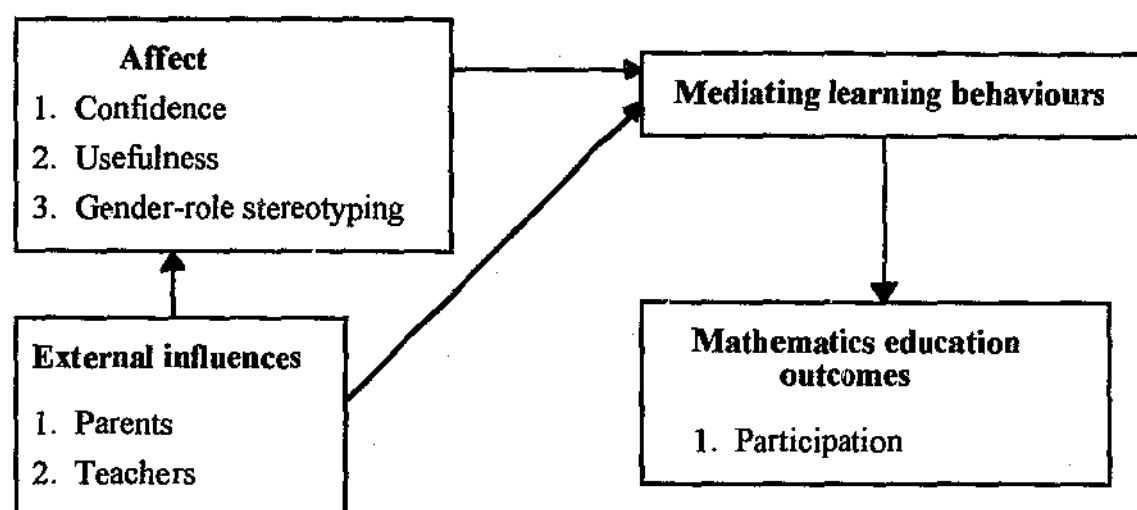 Affect
1. Confidence
2. Usefulness
3. Gender-role stereotyping
External influences
1. Parents
2. Teachers
Mediating learning behaviours
Mathematics education
outcomes
1. Participation